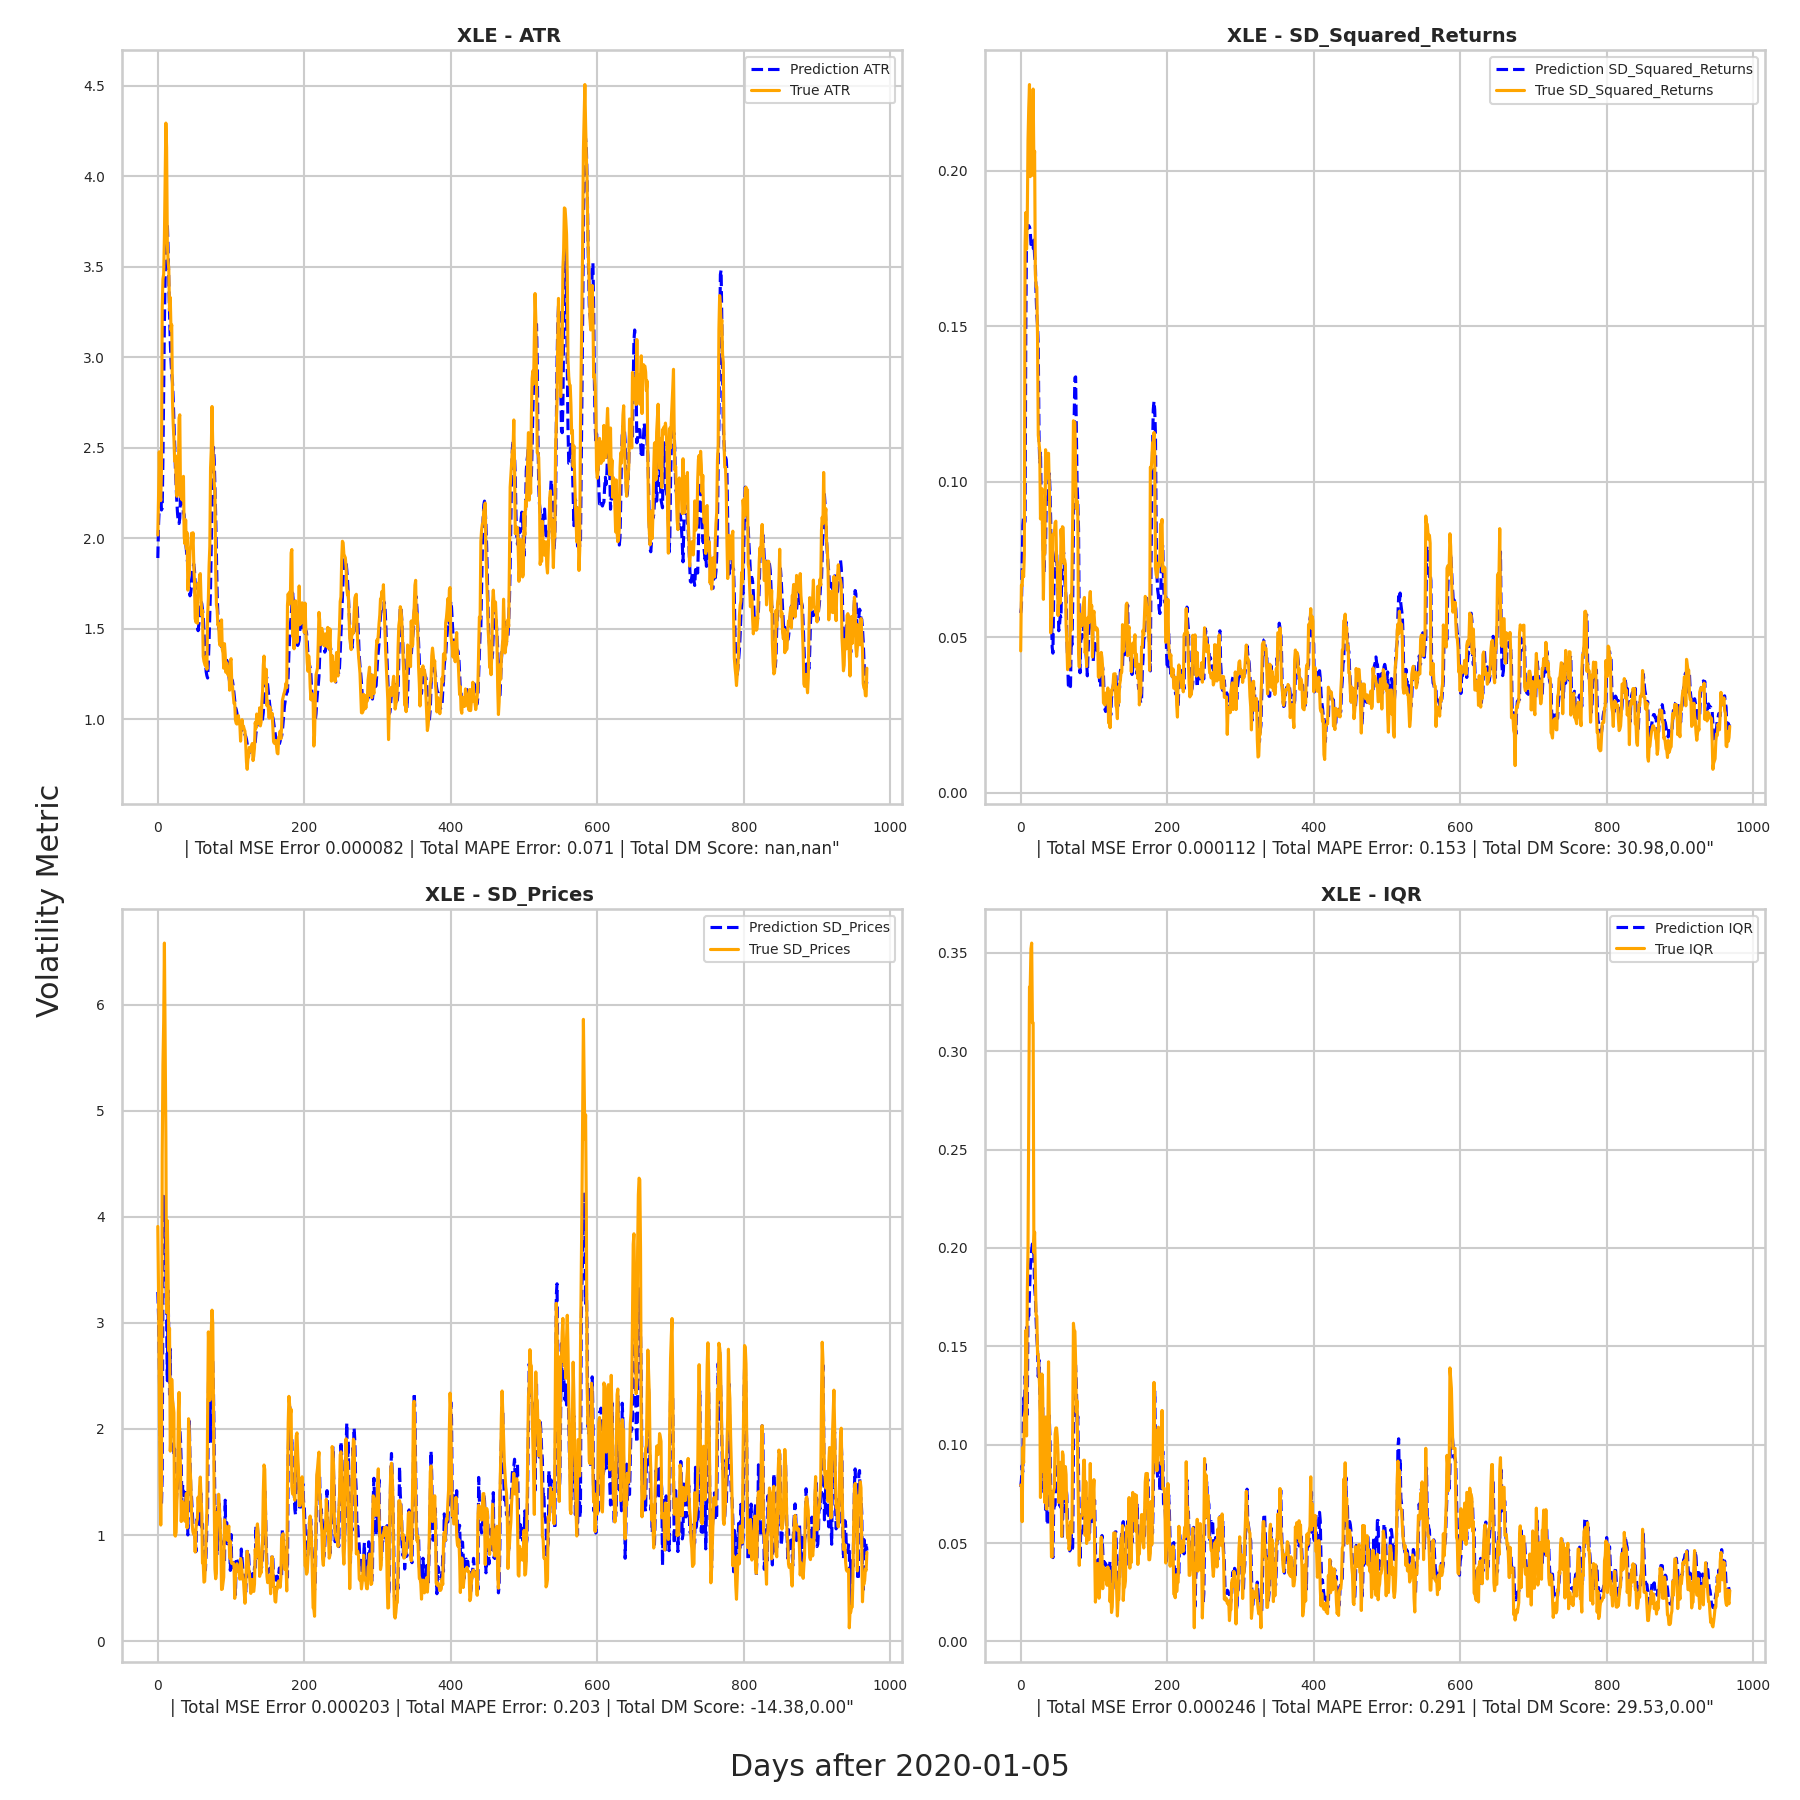 XLE - ATR
Prediction ATR
True ATR
4.5
4.0
3.5
3.0
2.5
2.0
1.5
1.0
0 200 400 600 800 1000
| Total MSE Error 0.000082 | Total MAPE Error: 0.071 | Total DM Score: nan,nan"
XLE - SD_Squared_Returns
Prediction SD_Squared_Returns
True SD_Squared_Returns
0.20
0.15
0.10
0.05
0.00
0 200 400 600 800 1000
| Total MSE Error 0.000112 | Total MAPE Error: 0.153 | Total DM Score: 30.98,0.00"
Volatility Metric
XLE - SD_Prices
Prediction SD_Prices
True SD_Prices
6
5
4
3
2
1
0
0 200 400 600 800 1000
| Total MSE Error 0.000203 | Total MAPE Error: 0.203 | Total DM Score: -14.38,0.00"
XLE - IQR
Prediction IQR
True IQR
0.35
0.30
0.25
0.20
0.15
0.10
0.05
0.00
0 200 400 600 800 1000
| Total MSE Error 0.000246 | Total MAPE Error: 0.291 | Total DM Score: 29.53,0.00"
Days after 2020-01-05